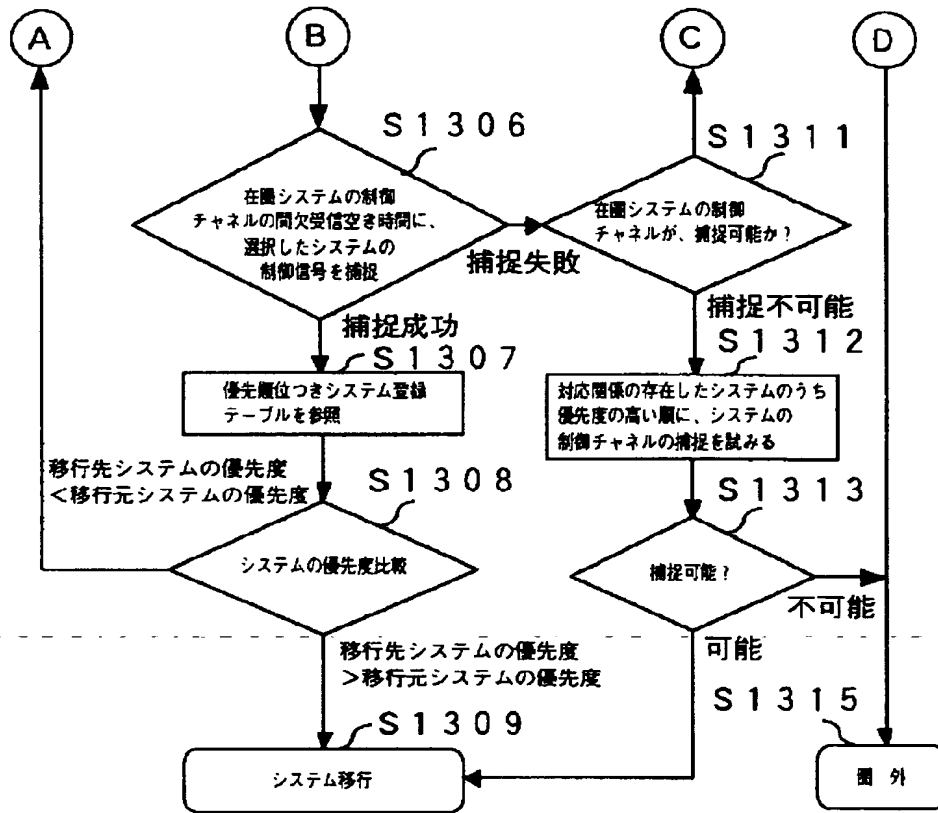 A
B
C
D
S1306
S1311
在圏システムの制御
チャネルの間欠受信空き時間に、
選択したシステムの
制御信号を捕捉
在圏システムの制御
チャネルが、捕捉可能か?
捕捉失敗
捕捉成功
捕捉不可能
S1307
S1312
優先順位つきシステム登録
テーブルを参照
対応関係の存在したシステムのうち
優先度の高い順に、システムの
制御チャネルの捕捉を試みる
移行先システムの優先度
<移行元システムの優先度
S1308
S1313
システムの優先度比較
捕捉可能?
不可能
可能
移行先システムの優先度
>移行元システムの優先度
S1309
S1315
システム移行
圏 外